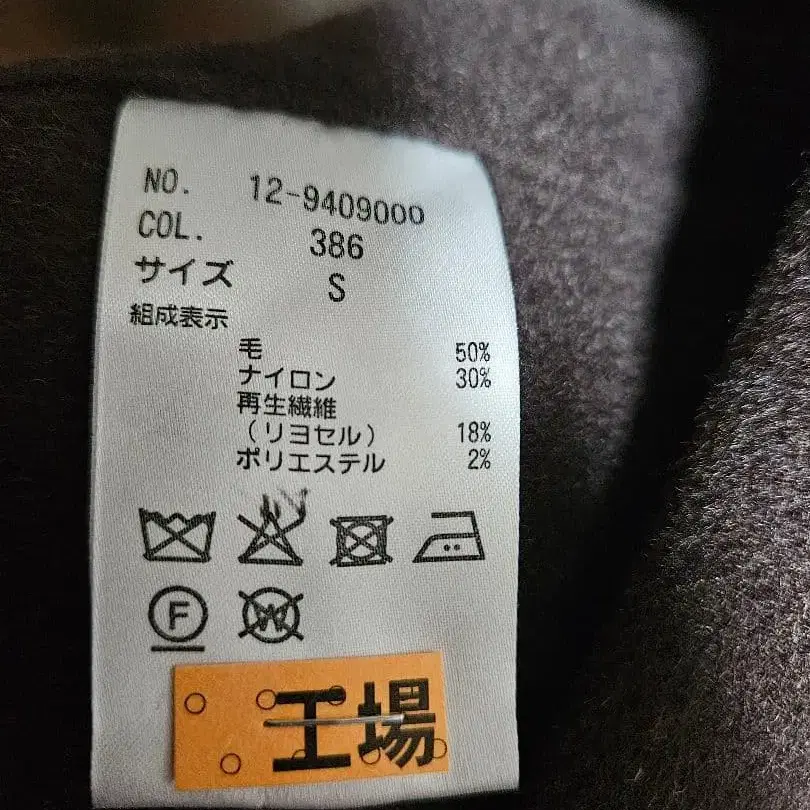 NO. 12-9409000
COL. 386
サイズ S
組成表示
毛 50%
ナイロン 30%
再生繊維
（リヨセル） 18%
ポリエステル 2%
F W
工場